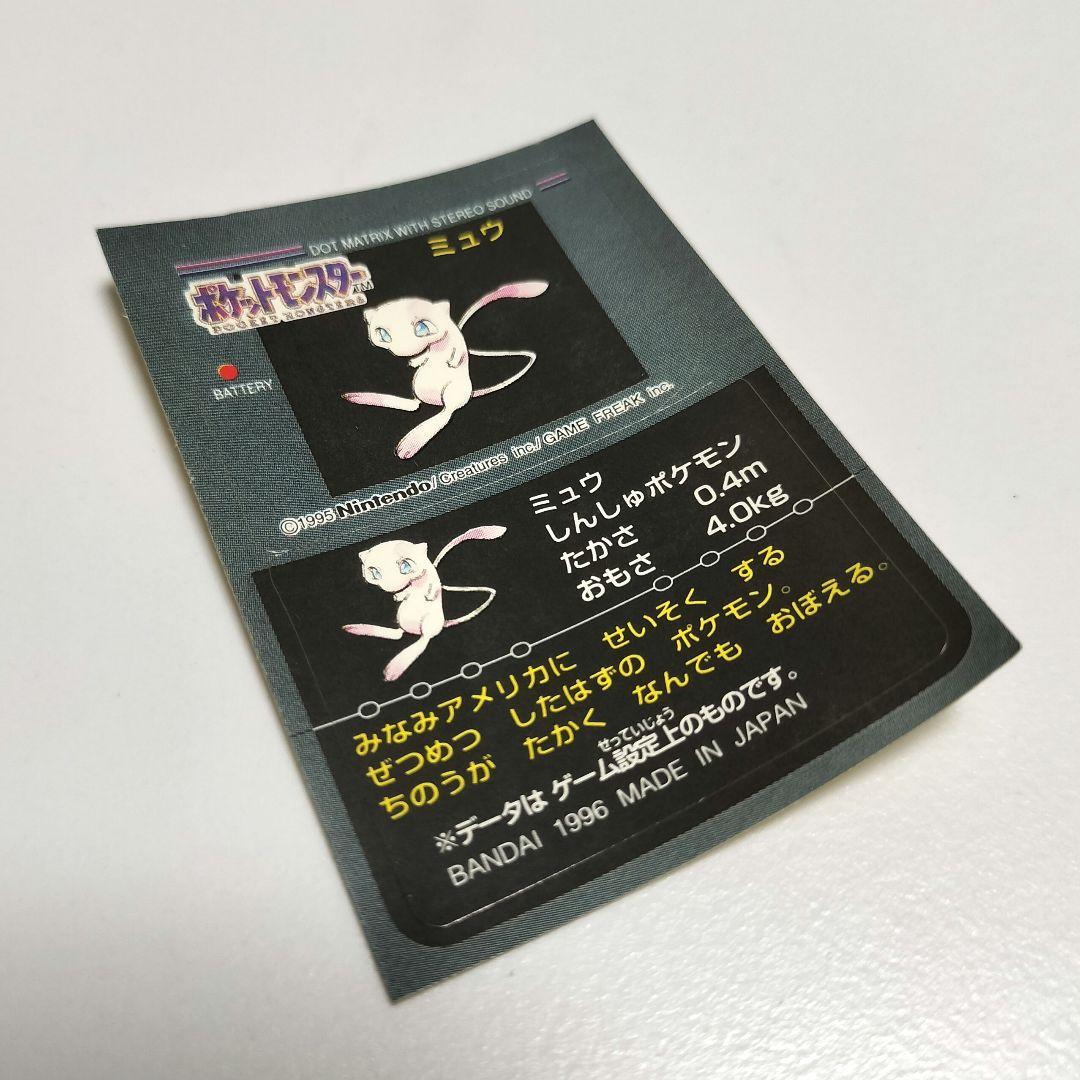 DOT MATRIX WITH STEREO SOUND
ミュウ
ポケットモンスターTM
POCKET MONSTERS
BATTERY
©1995 Nintendo/Creatures inc./GAME FREAK inc.
ミュウ
しんしゅポケモン
たかさ 0.4m
おもさ 4.0kg
みなみアメリカに せいそく する
ぜつめつ したはずの ポケモン。
ちのうが たかく なんでも おぼえる。
せっていじょう
※データは ゲーム設定上のものです。
BANDAI 1996 MADE IN JAPAN